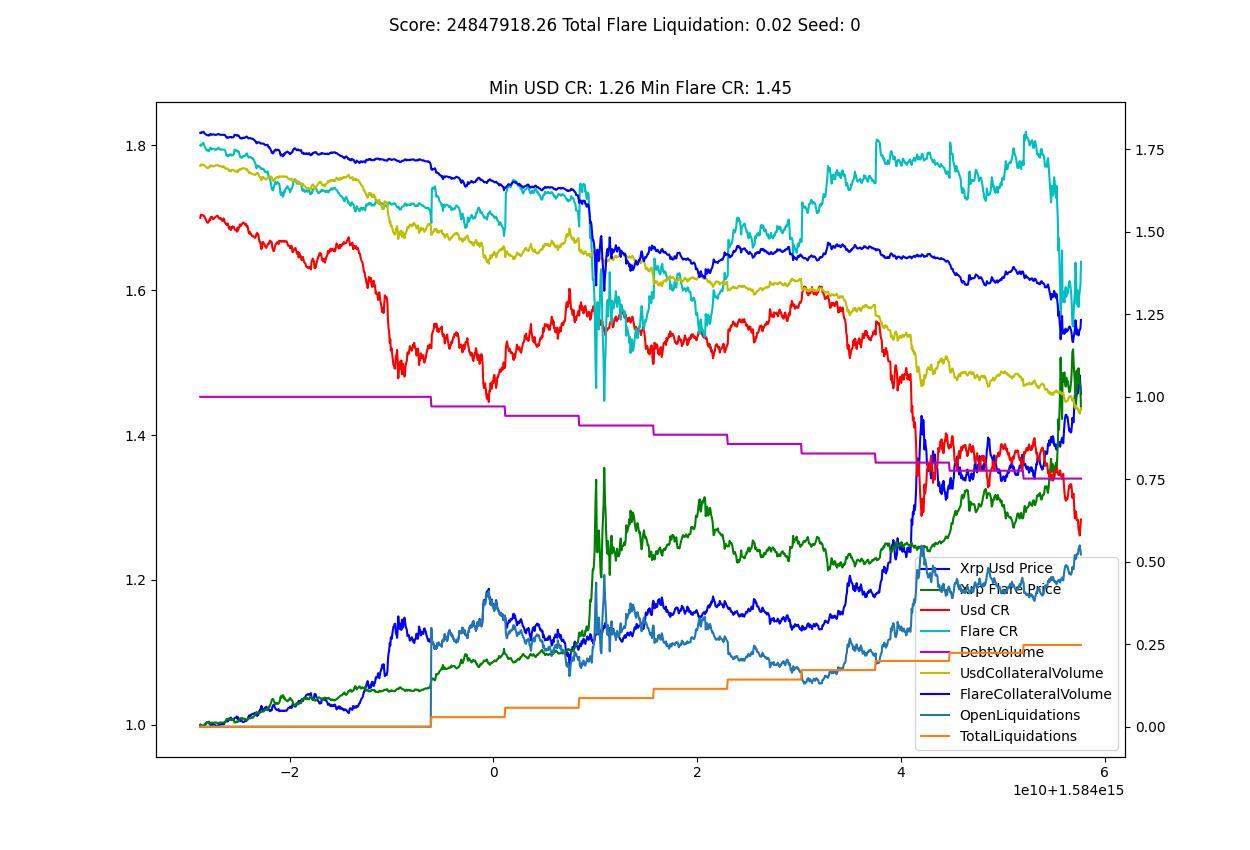 Score: 24847918.26 Total Flare Liquidation: 0.02 Seed: 0
Min USD CR: 1.26 Min Flare CR: 1.45
1.8
1.6
1.4
1.2
1.0
1.75
1.50
1.25
1.00
0.75
0.50
0.25
0.00
Xrp Usd Price
Xrp Flare Price
Usd CR
Flare CR
DebtVolume
UsdCollateralVolume
FlareCollateralVolume
OpenLiquidations
TotalLiquidations
−2 0 2 4 6
1e10+1.584e15